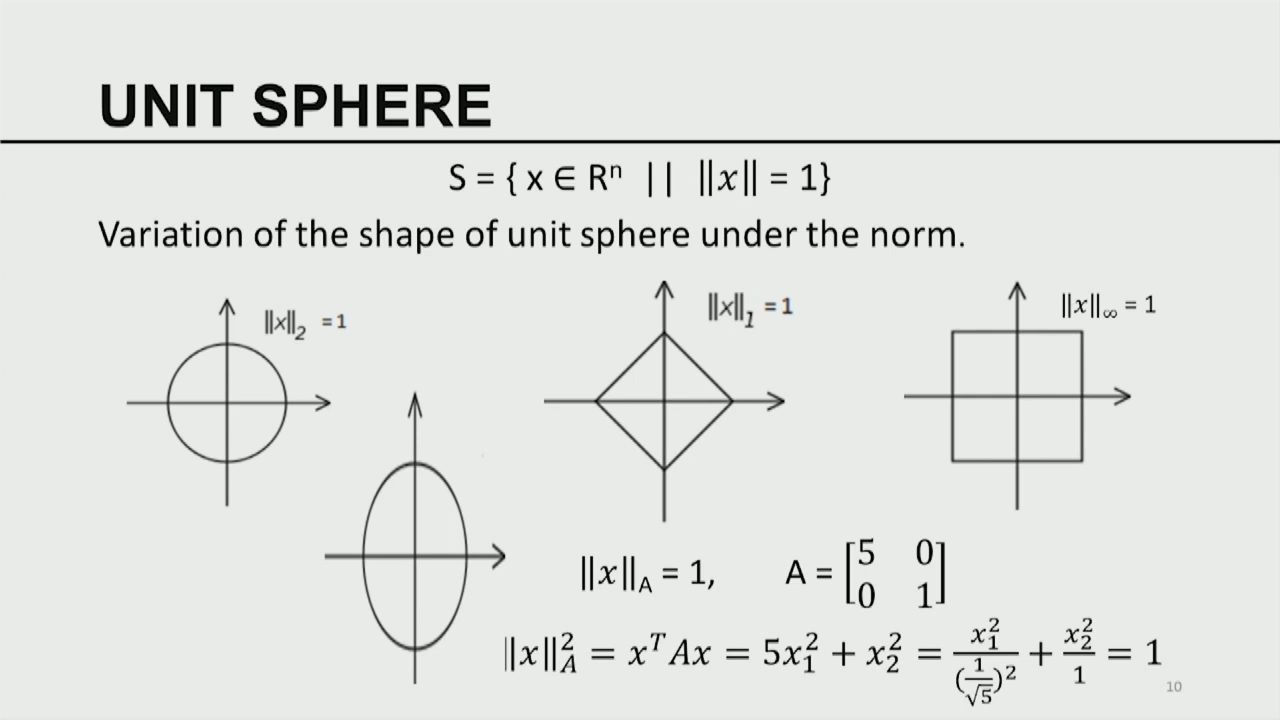 UNIT SPHERE
S = { x ∈ Rⁿ || ‖x‖ = 1}
Variation of the shape of unit sphere under the norm.
‖x‖₂ = 1
‖x‖₁ = 1
‖x‖∞ = 1
‖x‖_A = 1, A = [5 0; 0 1]
‖x‖²_A = xᵀAx = 5x₁² + x₂² = x₁²/(1/√5)² + x₂²/1 = 1
10